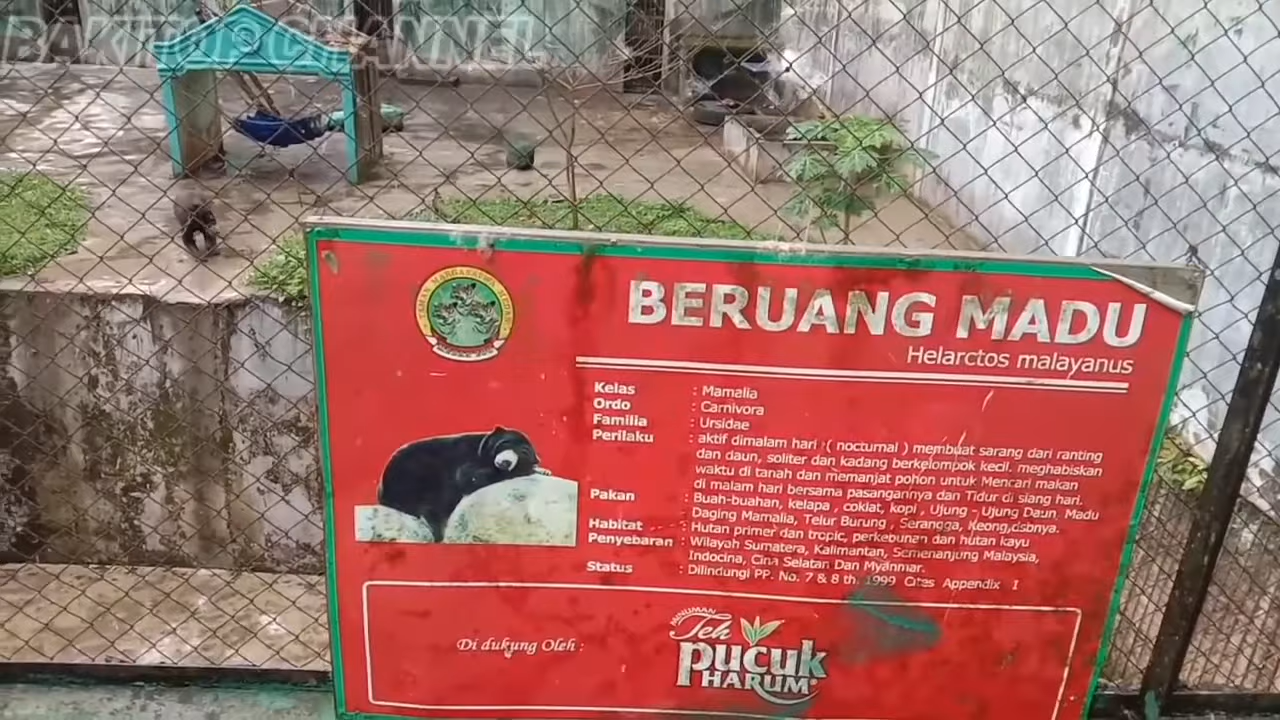 BAKITOP CHANNEL
BERUANG MADU
Helarctos malayanus
Kelas : Mamalia
Ordo : Carnivora
Familia : Ursidae
Perilaku : aktif dimalam hari ( nocturnal ) membuat sarang dari ranting
dan daun, soliter dan kadang berkelompok kecil. meghabiskan
waktu di tanah dan memanjat pohon untuk Mencari makan
di malam hari bersama pasangannya dan Tidur di siang hari.
Pakan : Buah-buahan, kelapa , coklat, kopi , Ujung - Ujung Daun, Madu
Daging Mamalia, Telur Burung , Serangga, Keong,dsbnya.
Habitat : Hutan primer dan tropic, perkebunan dan hutan kayu
Penyebaran : Wilayah Sumatera, Kalimantan, Semenanjung Malaysia,
Indocina, Cina Selatan Dan Myanmar.
Status : Dilindungi PP. No. 7 & 8 th. 1999 Cites Appendix I
Di dukung Oleh :
MINUMAN
Teh
pucuk
HARUM